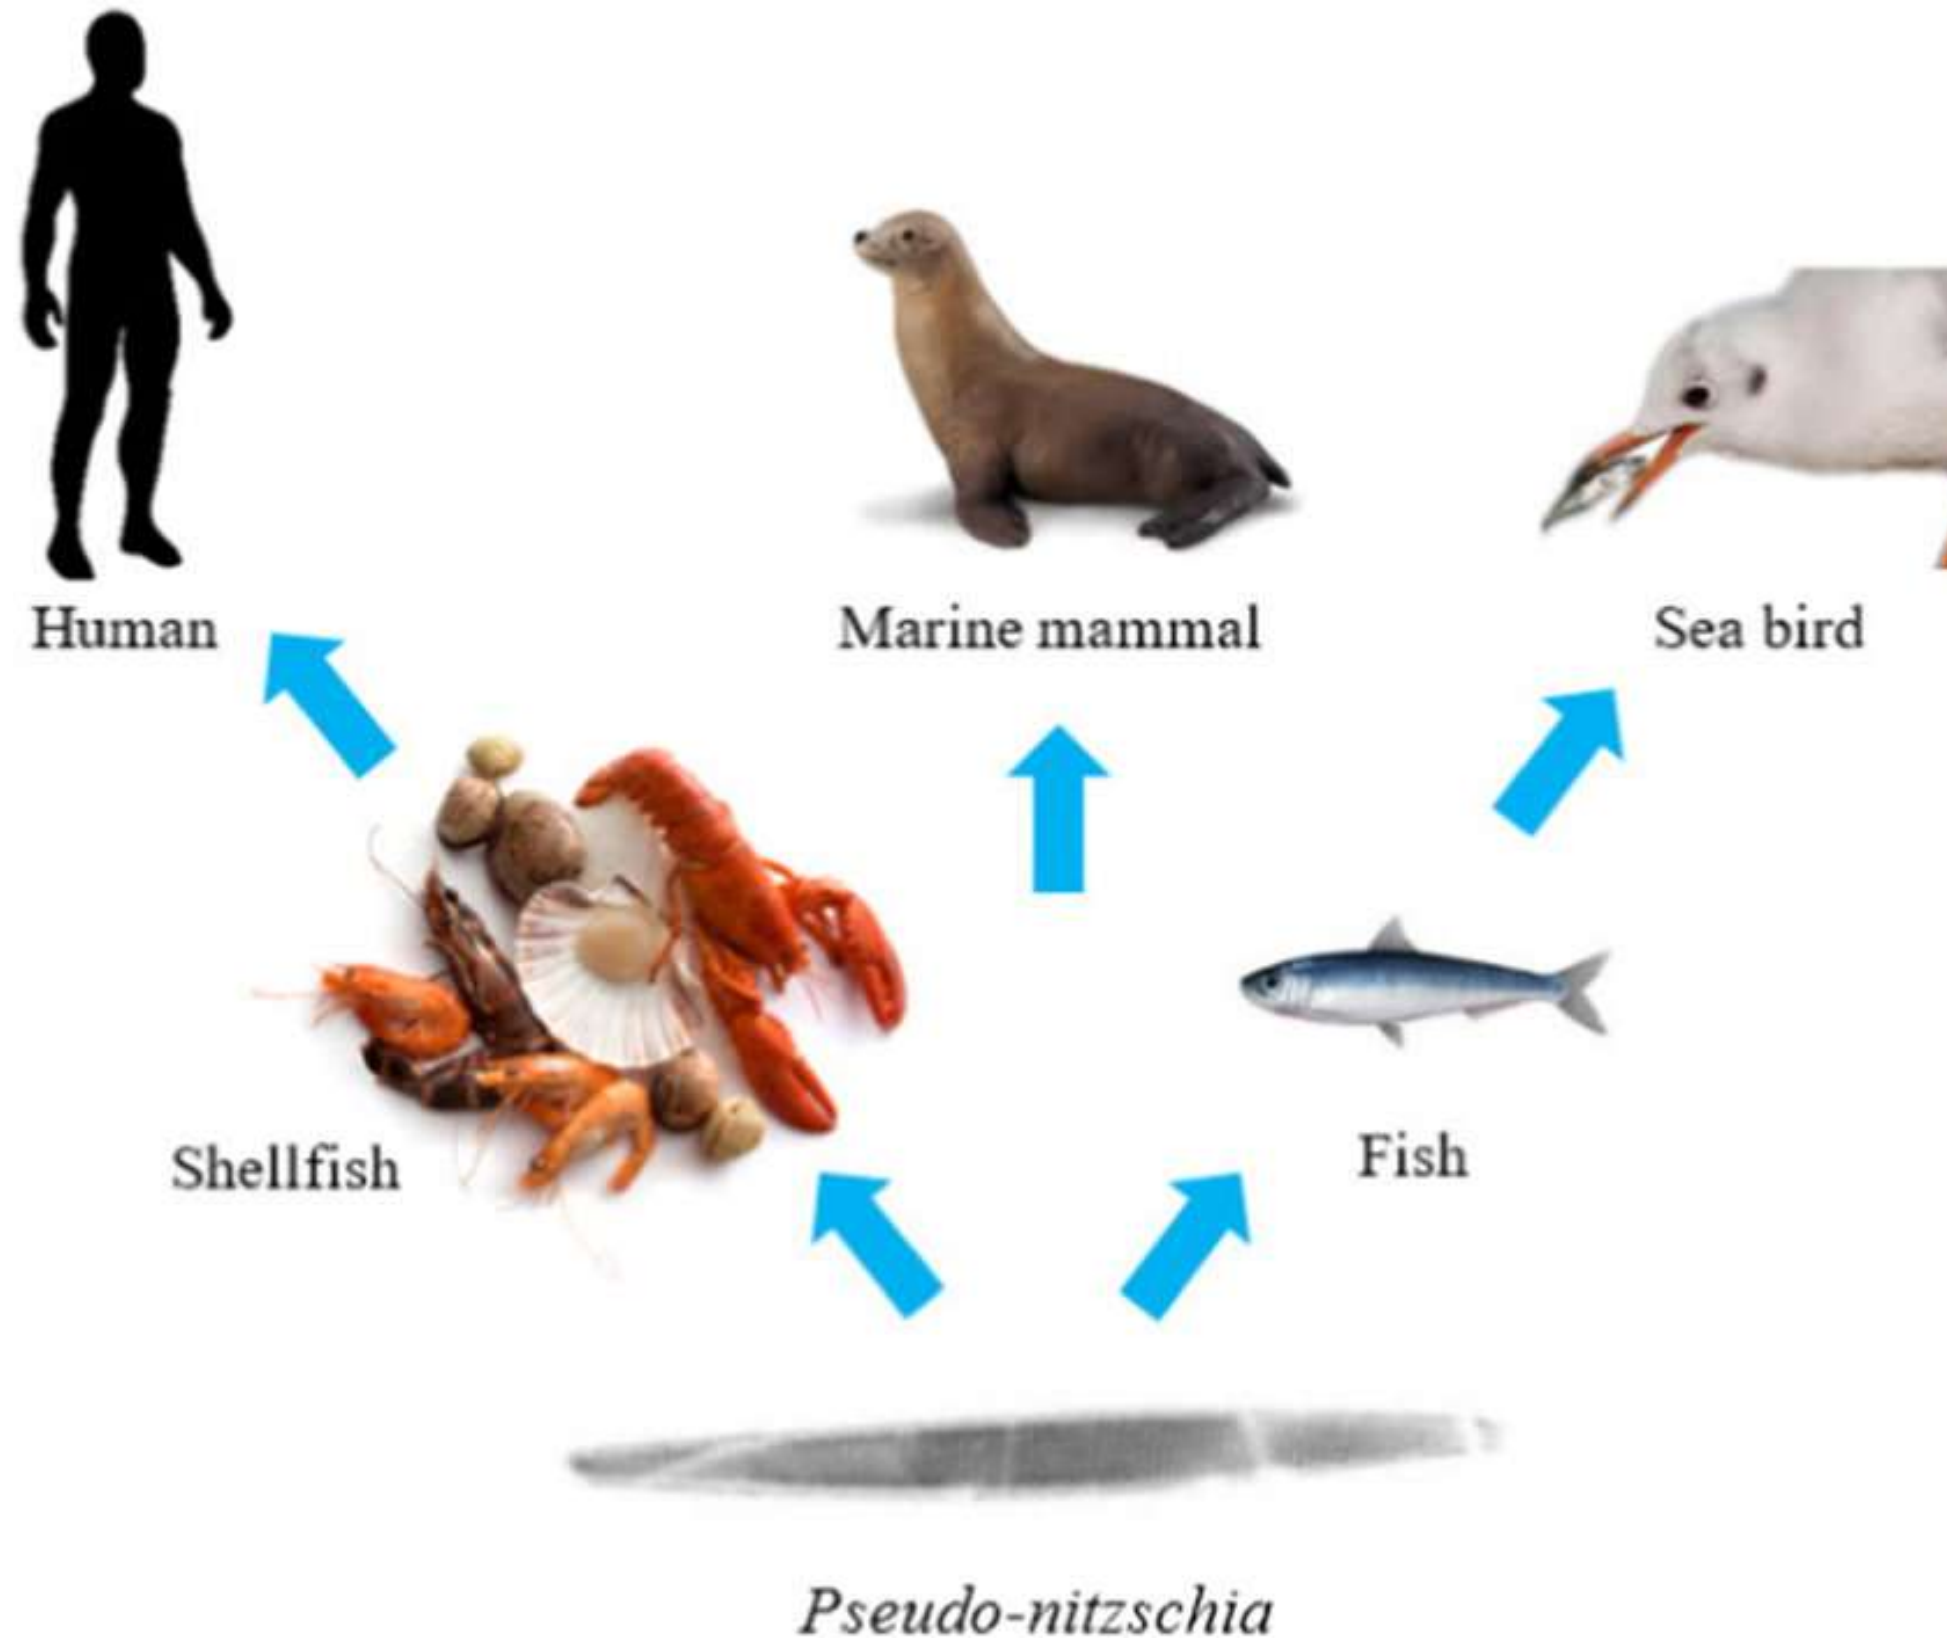 Human
Marine mammal
Sea bird
Shellfish
Fish
Pseudo-nitzschia